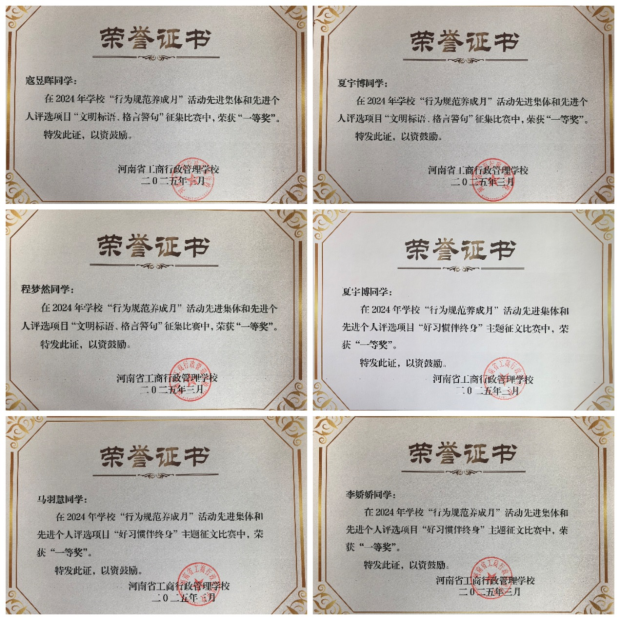 荣誉证书
寇昱晖同学：
在2024年学校“行为规范养成月”活动先进集体和先进个
人评选项目“文明标语、格言警句”征集比赛中，荣获“一等奖”。
特发此证，以资鼓励。
河南省工商行政管理学校
二〇二五年三月
荣誉证书
夏宇博同学：
在2024年学校“行为规范养成月”活动先进集体和先进个
人评选项目“文明标语、格言警句”征集比赛中，荣获“一等奖”。
特发此证，以资鼓励。
河南省工商行政管理学校
二〇二五年三月
荣誉证书
程梦然同学：
在2024年学校“行为规范养成月”活动先进集体和先进个
人评选项目“文明标语、格言警句”征集比赛中，荣获“一等奖”。
特发此证，以资鼓励。
河南省工商行政管理学校
二〇二五年三月
荣誉证书
夏宇博同学：
在2024年学校“行为规范养成月”活动先进集体和
先进个人评选项目“好习惯伴终身”主题征文比赛中，荣
获“一等奖”。
特发此证，以资鼓励。
河南省工商行政管理学校
二〇二五年三月
荣誉证书
马羽慧同学：
在2024年学校“行为规范养成月”活动先进集体和
先进个人评选项目“好习惯伴终身”主题征文比赛中，荣
获“一等奖”。
特发此证，以资鼓励。
河南省工商行政管理学校
二〇二五年三月
荣誉证书
李娇娇同学：
在2024年学校“行为规范养成月”活动先进集体和
先进个人评选项目“好习惯伴终身”主题征文比赛中，荣
获“一等奖”。
特发此证，以资鼓励。
河南省工商行政管理学校
二〇二五年三月